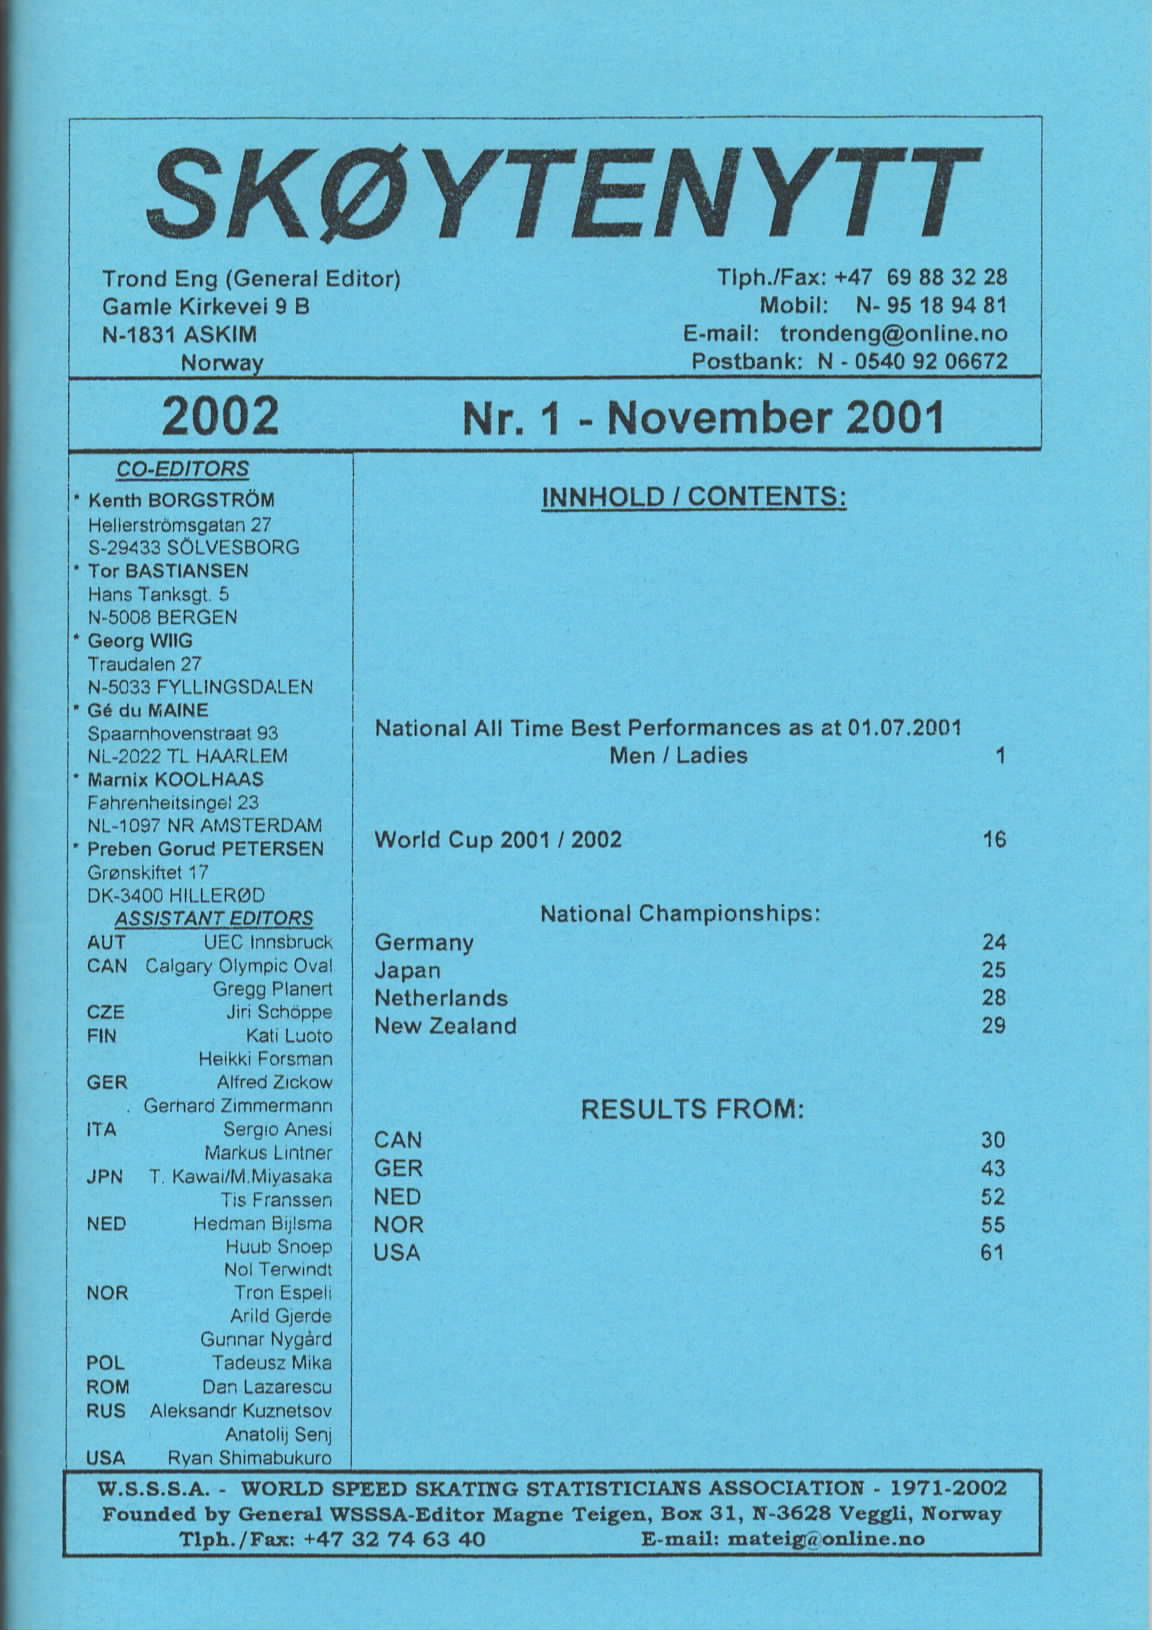 SKØYTENYTT
Trond Eng (General Editor)
Gamle Kirkevei 9 B
N-1831 ASKIM
Norway
Tlph./Fax: +47 69 88 32 28
Mobil: N- 95 18 94 81
E-mail: trondeng@online.no
Postbank: N - 0540 92 06672
2002 Nr. 1 - November 2001
CO-EDITORS
* Kenth BORGSTRÖM
Hellerströmsgatan 27
S-29433 SÖLVESBORG
* Tor BASTIANSEN
Hans Tanksgt. 5
N-5008 BERGEN
* Georg WIIG
Traudalen 27
N-5033 FYLLINGSDALEN
* Gé du MAINE
Spaarnhovenstraat 93
NL-2022 TL HAARLEM
* Marnix KOOLHAAS
Fahrenheitsingel 23
NL-1097 NR AMSTERDAM
* Preben Gorud PETERSEN
Grønskiftet 17
DK-3400 HILLERØD
ASSISTANT EDITORS
AUT UEC Innsbruck
CAN Calgary Olympic Oval
Gregg Planert
CZE Jiri Schöppe
FIN Kati Luoto
Heikki Forsman
GER Alfred Zickow
Gerhard Zimmermann
ITA Sergio Anesi
Markus Lintner
JPN T. Kawai/M.Miyasaka
Tis Franssen
NED Hedman Bijlsma
Huub Snoep
Nol Terwindt
NOR Tron Espeli
Arild Gjerde
Gunnar Nygård
POL Tadeusz Mika
ROM Dan Lazarescu
RUS Aleksandr Kuznetsov
Anatolij Senj
USA Ryan Shimabukuro
INNHOLD / CONTENTS:
National All Time Best Performances as at 01.07.2001
Men / Ladies 1
World Cup 2001 / 2002 16
National Championships:
Germany 24
Japan 25
Netherlands 28
New Zealand 29
RESULTS FROM:
CAN 30
GER 43
NED 52
NOR 55
USA 61
W.S.S.S.A. - WORLD SPEED SKATING STATISTICIANS ASSOCIATION - 1971-2002
Founded by General WSSSA-Editor Magne Teigen, Box 31, N-3628 Veggli, Norway
Tlph./Fax: +47 32 74 63 40 E-mail: mateig@online.no